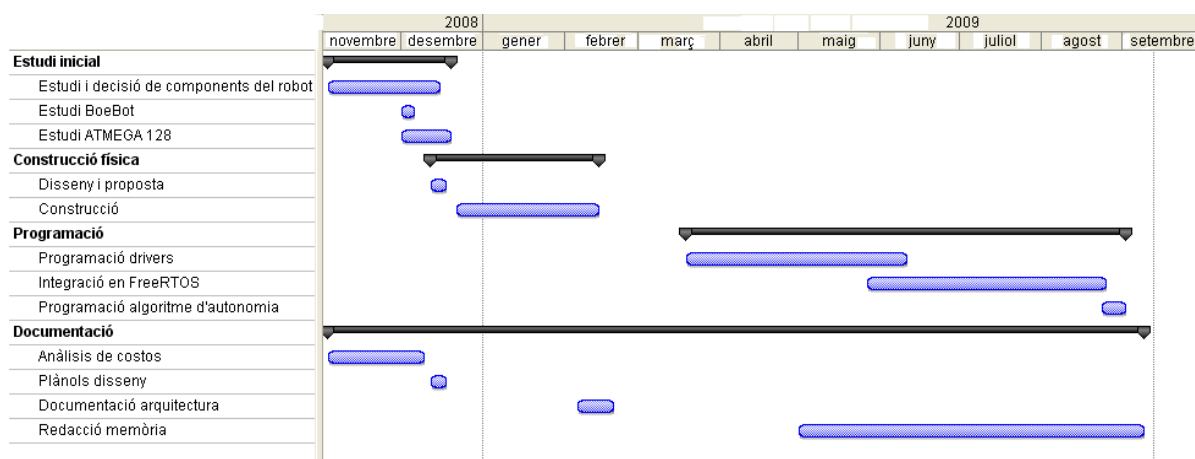 2008 2009
novembre desembre gener febrer març abril maig juny juliol agost setembre
Estudi inicial
Estudi i decisió de components del robot
Estudi BoeBot
Estudi ATMEGA 128
Construcció física
Disseny i proposta
Construcció
Programació
Programació drivers
Integració en FreeRTOS
Programació algoritme d'autonomia
Documentació
Anàlisis de costos
Plànols disseny
Documentació arquitectura
Redacció memòria